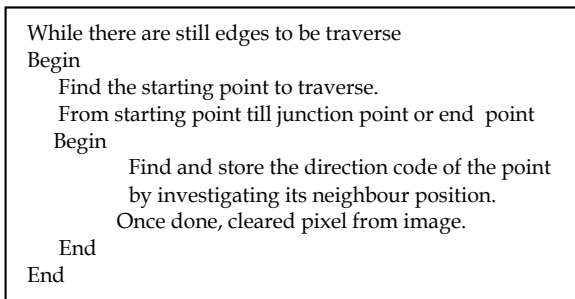 While there are still edges to be traverse
Begin
Find the starting point to traverse.
From starting point till junction point or end point
Begin
Find and store the direction code of the point
by investigating its neighbour position.
Once done, cleared pixel from image.
End
End